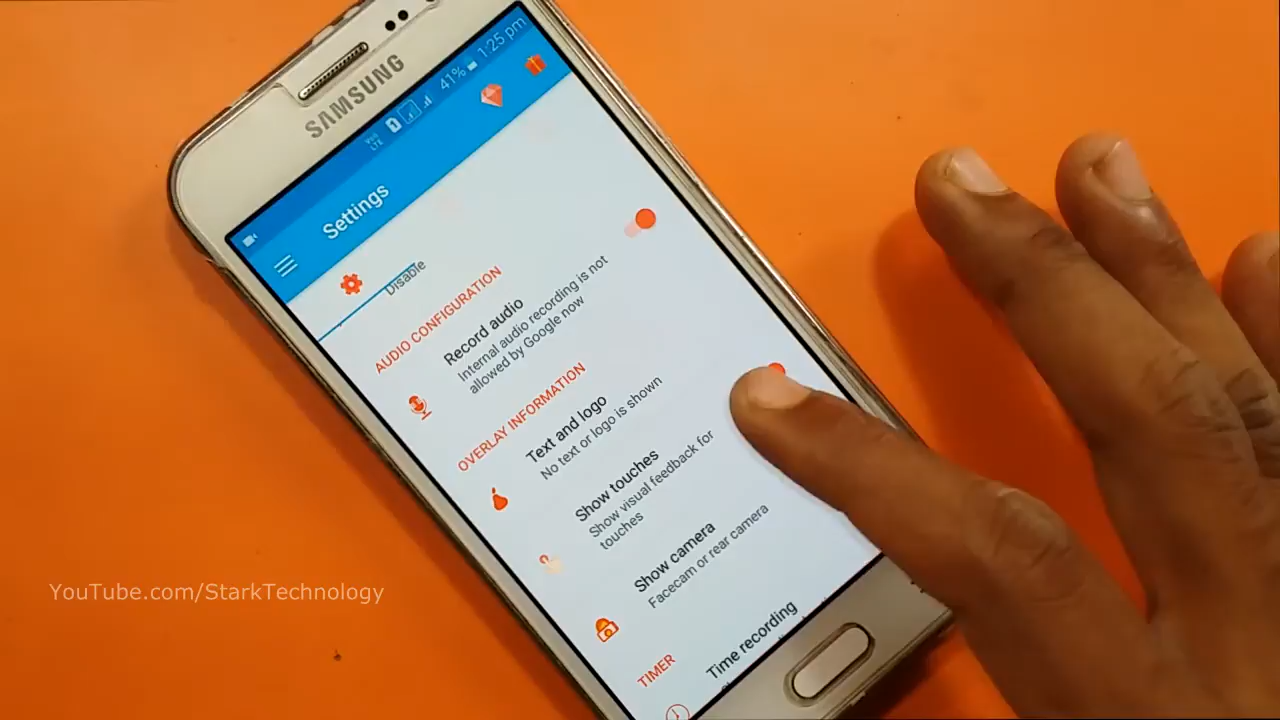 SAMSUNG
VoLTE
1
41%
1:25 pm
Settings
Disable
AUDIO CONFIGURATION
Record audio
Internal audio recording is not
allowed by Google now
OVERLAY INFORMATION
Text and logo
No text or logo is shown
Show touches
Show visual feedback for
touches
Show camera
Facecam or rear camera
TIMER
Time recording
YouTube.com/StarkTechnology